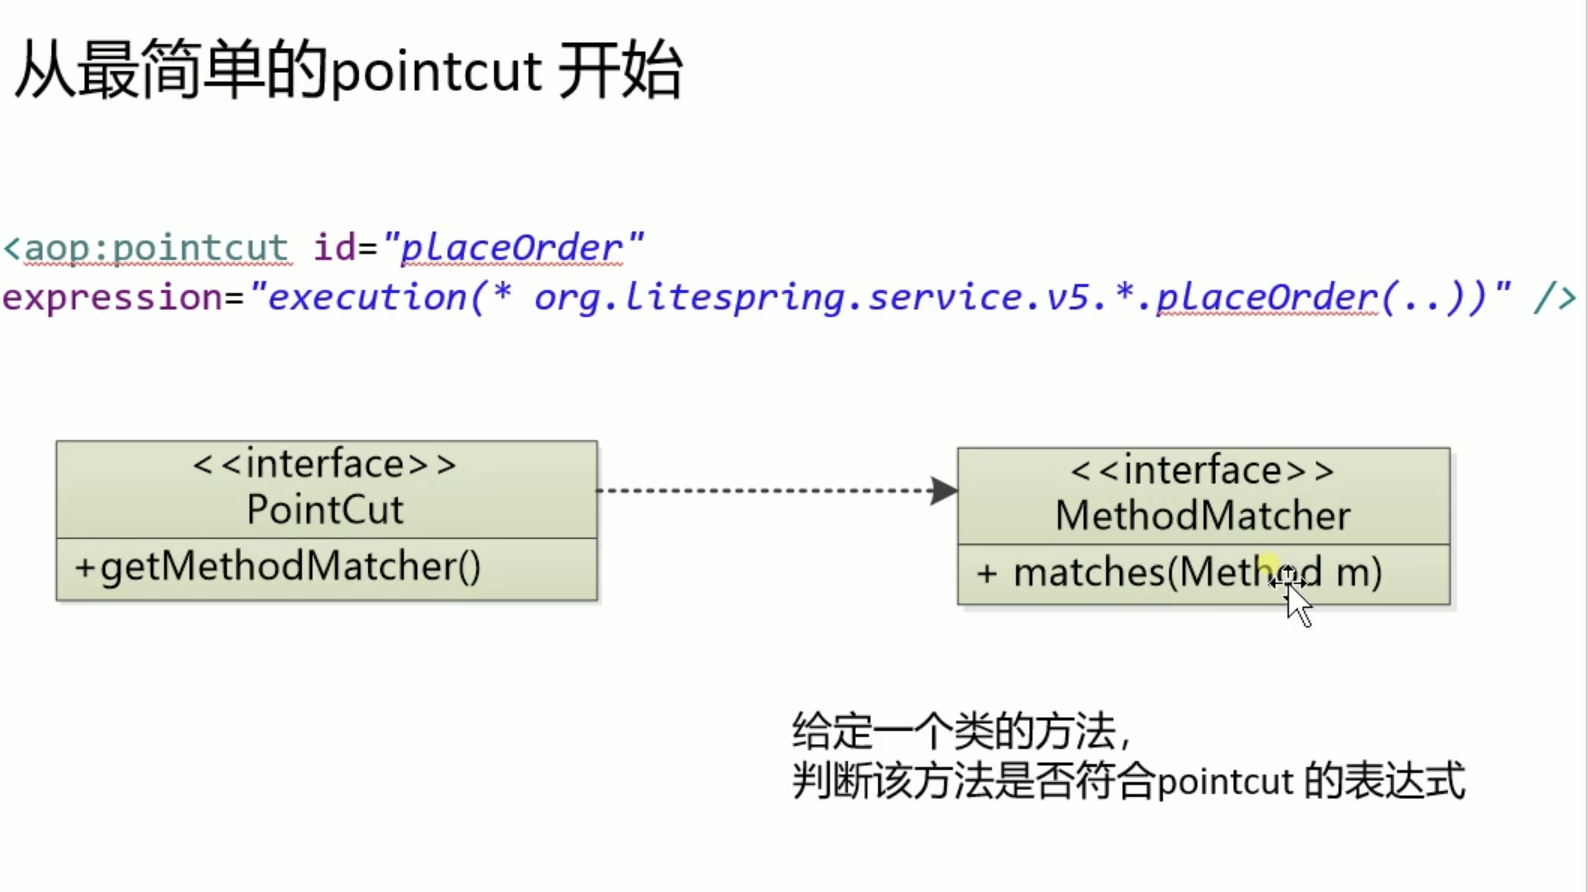 从最简单的pointcut 开始
<aop:pointcut id="placeOrder"
expression="execution(* org.litespring.service.v5.*.placeOrder(..))" />
<<interface>>
PointCut
+getMethodMatcher()
<<interface>>
MethodMatcher
+ matches(Method m)
给定一个类的方法，
判断该方法是否符合pointcut 的表达式